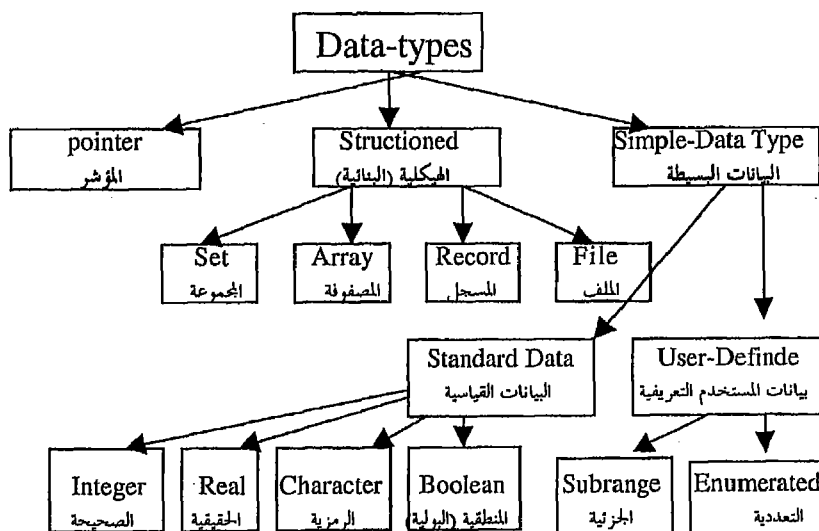 Data-types
pointer
المؤشر
Structioned
الهيكلية (البنائية)
Simple-Data Type
البيانات البسيطة
Set
المجموعة
Array
المصفوفة
Record
المسجل
File
الملف
Standard Data
البيانات القياسية
User-Definde
بيانات المستخدم التعريفية
Integer
الصحيحة
Real
الحقيقية
Character
الرمزية
Boolean
المنطقية (البولية)
Subrange
الجزئية
Enumerated
التعددية